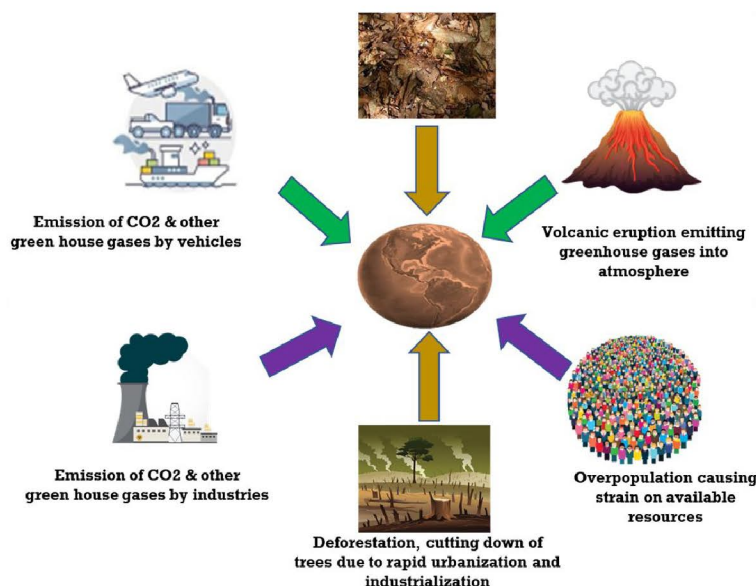 Emission of CO2 & other
green house gases by vehicles
Volcanic eruption emitting
greenhouse gases into
atmosphere
Emission of CO2 & other
green house gases by industries
Overpopulation causing
strain on available
resources
Deforestation, cutting down of
trees due to rapid urbanization and
industrialization